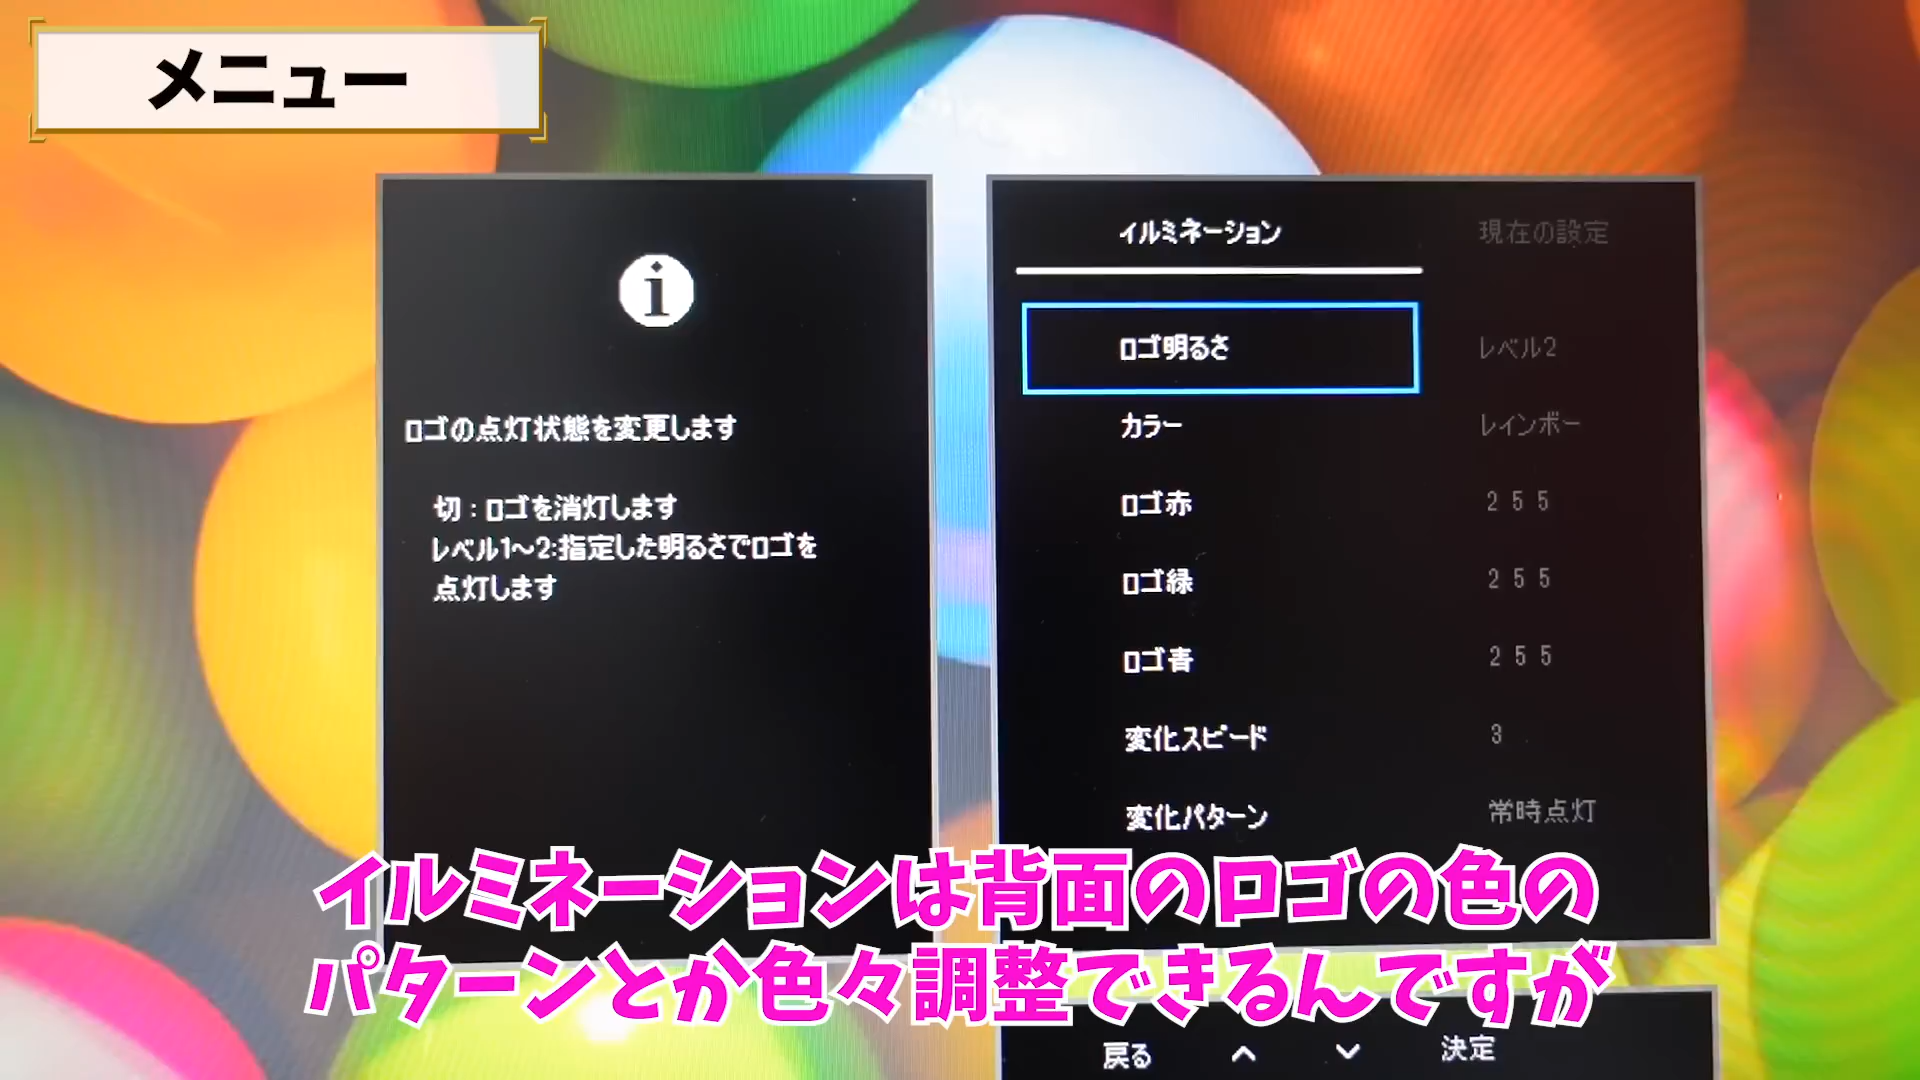 メニュー
ロゴの点灯状態を変更します
切：ロゴを消灯します
レベル1～2:指定した明るさでロゴを
点灯します
イルミネーション 現在の設定
ロゴ明るさ レベル2
カラー レインボー
ロゴ赤 255
ロゴ緑 255
ロゴ青 255
変化スピード 3
変化パターン 常時点灯
イルミネーションは背面のロゴの色の
パターンとか色々調整できるんですが
戻る 決定